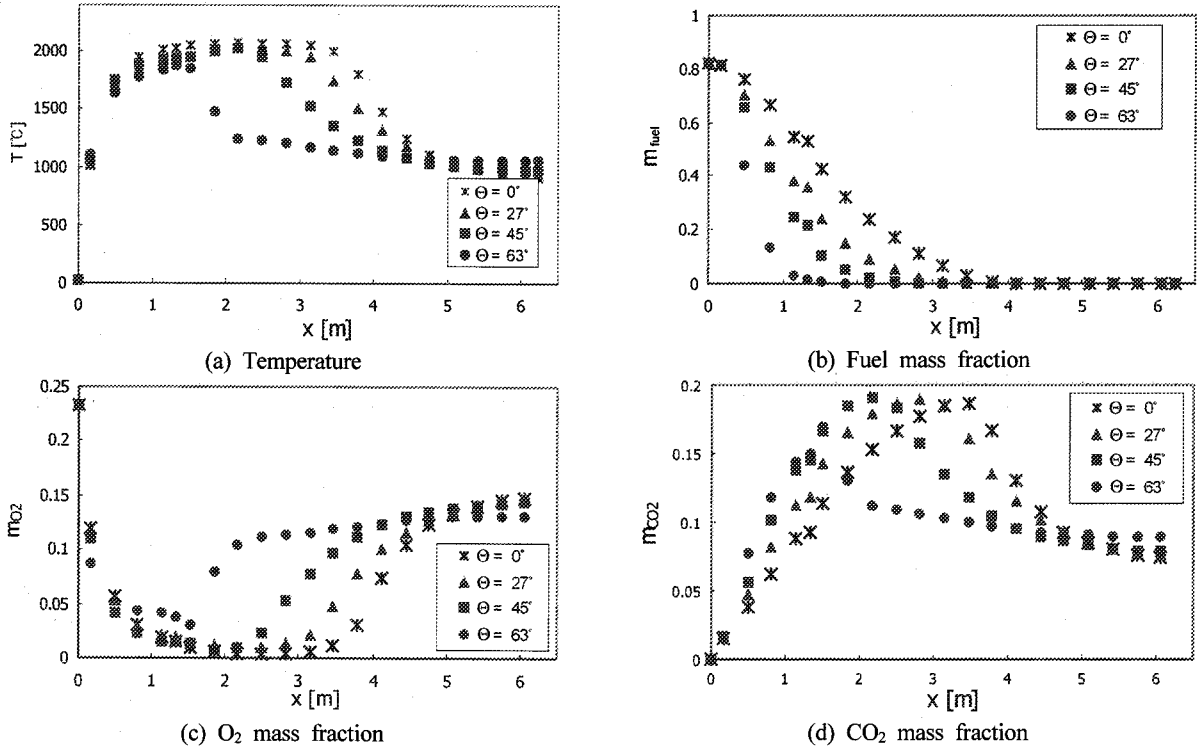 2000
1500
1000
500
0
T [℃]
0 1 2 3 4 5 6
x [m]
Θ = 0°
Θ = 27°
Θ = 45°
Θ = 63°
(a) Temperature
1
0.8
0.6
0.4
0.2
0
m_fuel
0 1 2 3 4 5 6
x [m]
Θ = 0°
Θ = 27°
Θ = 45°
Θ = 63°
(b) Fuel mass fraction
0.25
0.2
0.15
0.1
0.05
0
m_O2
0 1 2 3 4 5 6
x [m]
Θ = 0°
Θ = 27°
Θ = 45°
Θ = 63°
(c) O₂ mass fraction
0.2
0.15
0.1
0.05
0
m_CO2
0 1 2 3 4 5 6
x [m]
Θ = 0°
Θ = 27°
Θ = 45°
Θ = 63°
(d) CO₂ mass fraction